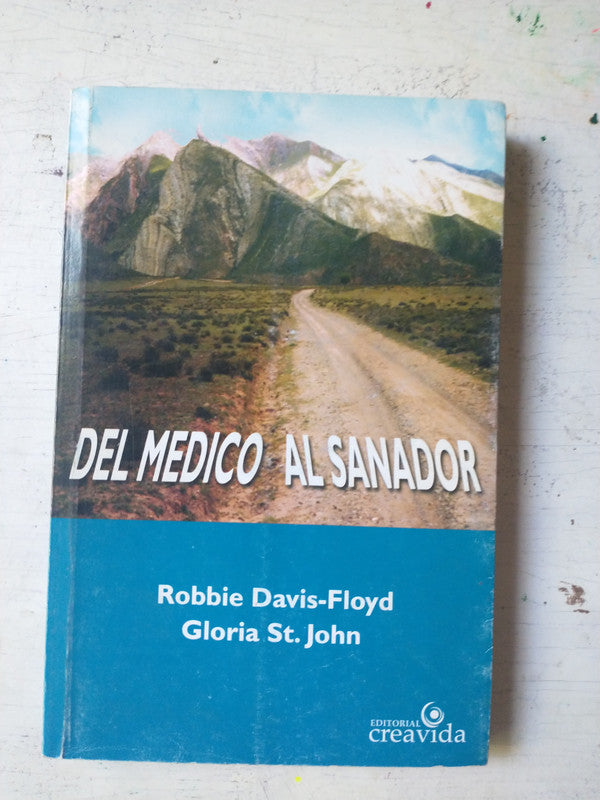 DEL MEDICO AL SANADOR
Robbie Davis-Floyd
Gloria St. John
EDITORIAL
creavida